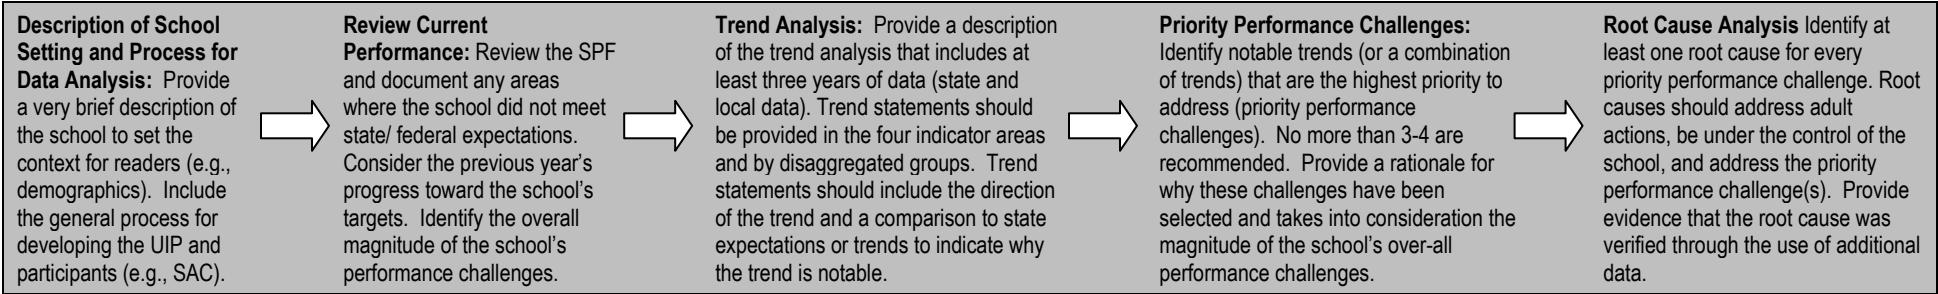 Description of School
Setting and Process for
Data Analysis: Provide
a very brief description of
the school to set the
context for readers (e.g.,
demographics). Include
the general process for
developing the UIP and
participants (e.g., SAC).
Review Current
Performance: Review the SPF
and document any areas
where the school did not meet
state/ federal expectations.
Consider the previous year's
progress toward the school's
targets. Identify the overall
magnitude of the school's
performance challenges.
Trend Analysis: Provide a description
of the trend analysis that includes at
least three years of data (state and
local data). Trend statements should
be provided in the four indicator areas
and by disaggregated groups. Trend
statements should include the direction
of the trend and a comparison to state
expectations or trends to indicate why
the trend is notable.
Priority Performance Challenges:
Identify notable trends (or a combination
of trends) that are the highest priority to
address (priority performance
challenges). No more than 3-4 are
recommended. Provide a rationale for
why these challenges have been
selected and takes into consideration the
magnitude of the school's over-all
performance challenges.
Root Cause Analysis Identify at
least one root cause for every
priority performance challenge. Root
causes should address adult
actions, be under the control of the
school, and address the priority
performance challenge(s). Provide
evidence that the root cause was
verified through the use of additional
data.